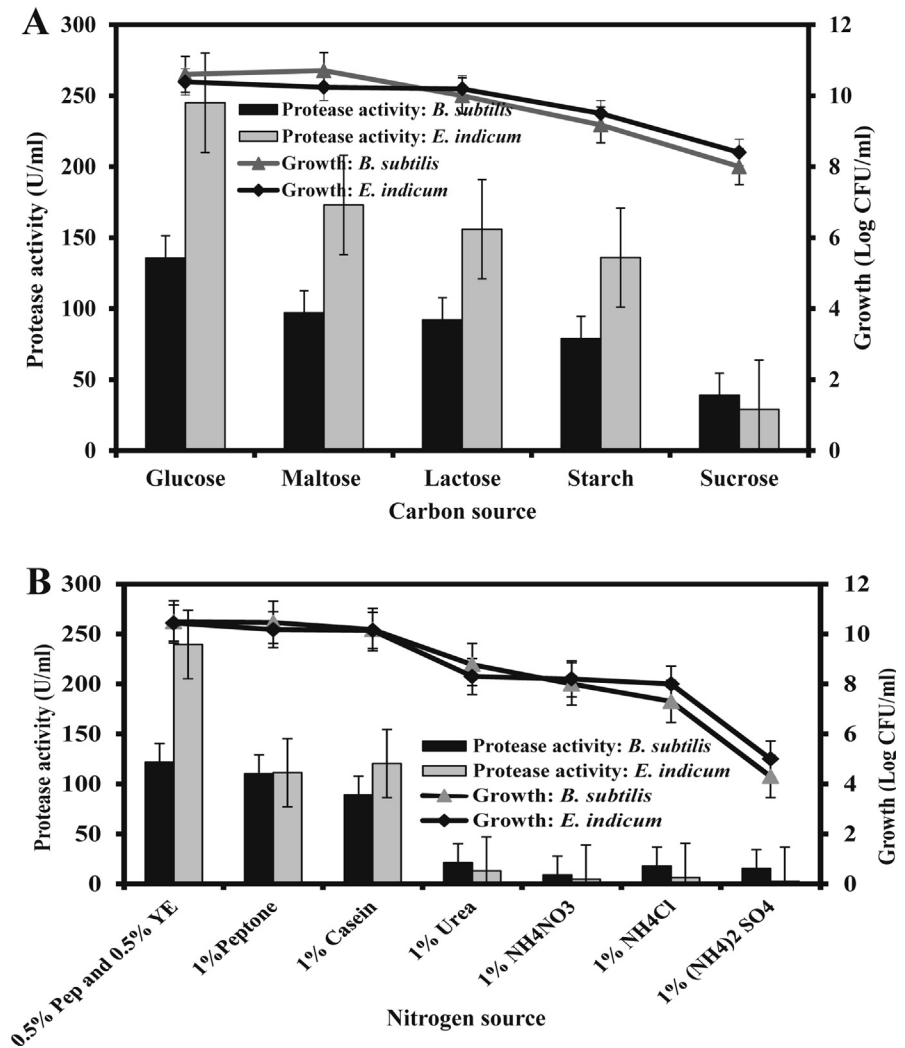 A
300
250
200
150
100
50
0
Protease activity (U/ml)
12
10
8
6
4
2
0
Growth (Log CFU/ml)
Protease activity: B. subtilis
Protease activity: E. indicum
Growth: B. subtilis
Growth: E. indicum
Glucose Maltose Lactose Starch Sucrose
Carbon source
B
300
250
200
150
100
50
0
Protease activity (U/ml)
12
10
8
6
4
2
0
Growth (Log CFU/ml)
Protease activity: B. subtilis
Protease activity: E. indicum
Growth: B. subtilis
Growth: E. indicum
0.5% Pep and 0.5% YE
1%Peptone
1% Casein
1% Urea
1% NH4NO3
1% NH4Cl
1% (NH4)2 SO4
Nitrogen source